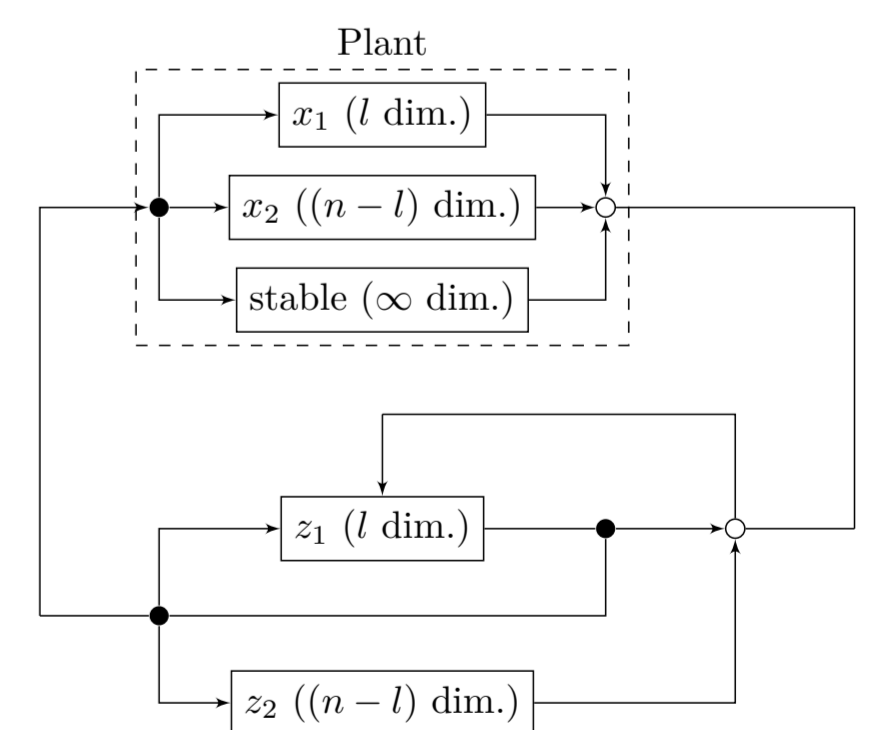 Plant
x₁ (l dim.)
x₂ ((n − l) dim.)
stable (∞ dim.)
z₁ (l dim.)
z₂ ((n − l) dim.)